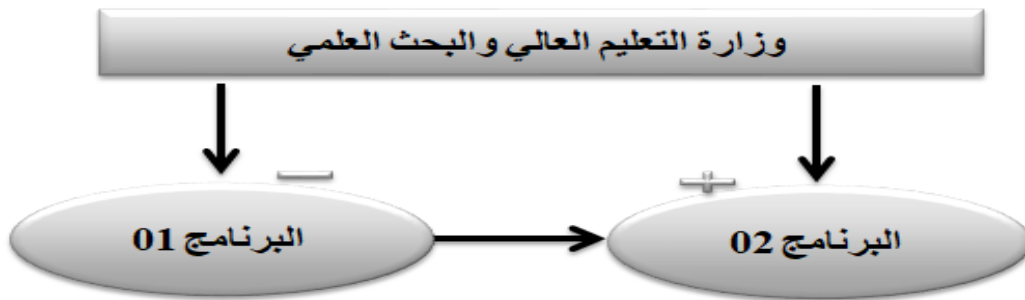 وزارة التعليم العالي والبحث العلمي
− +
البرنامج 01
البرنامج 02